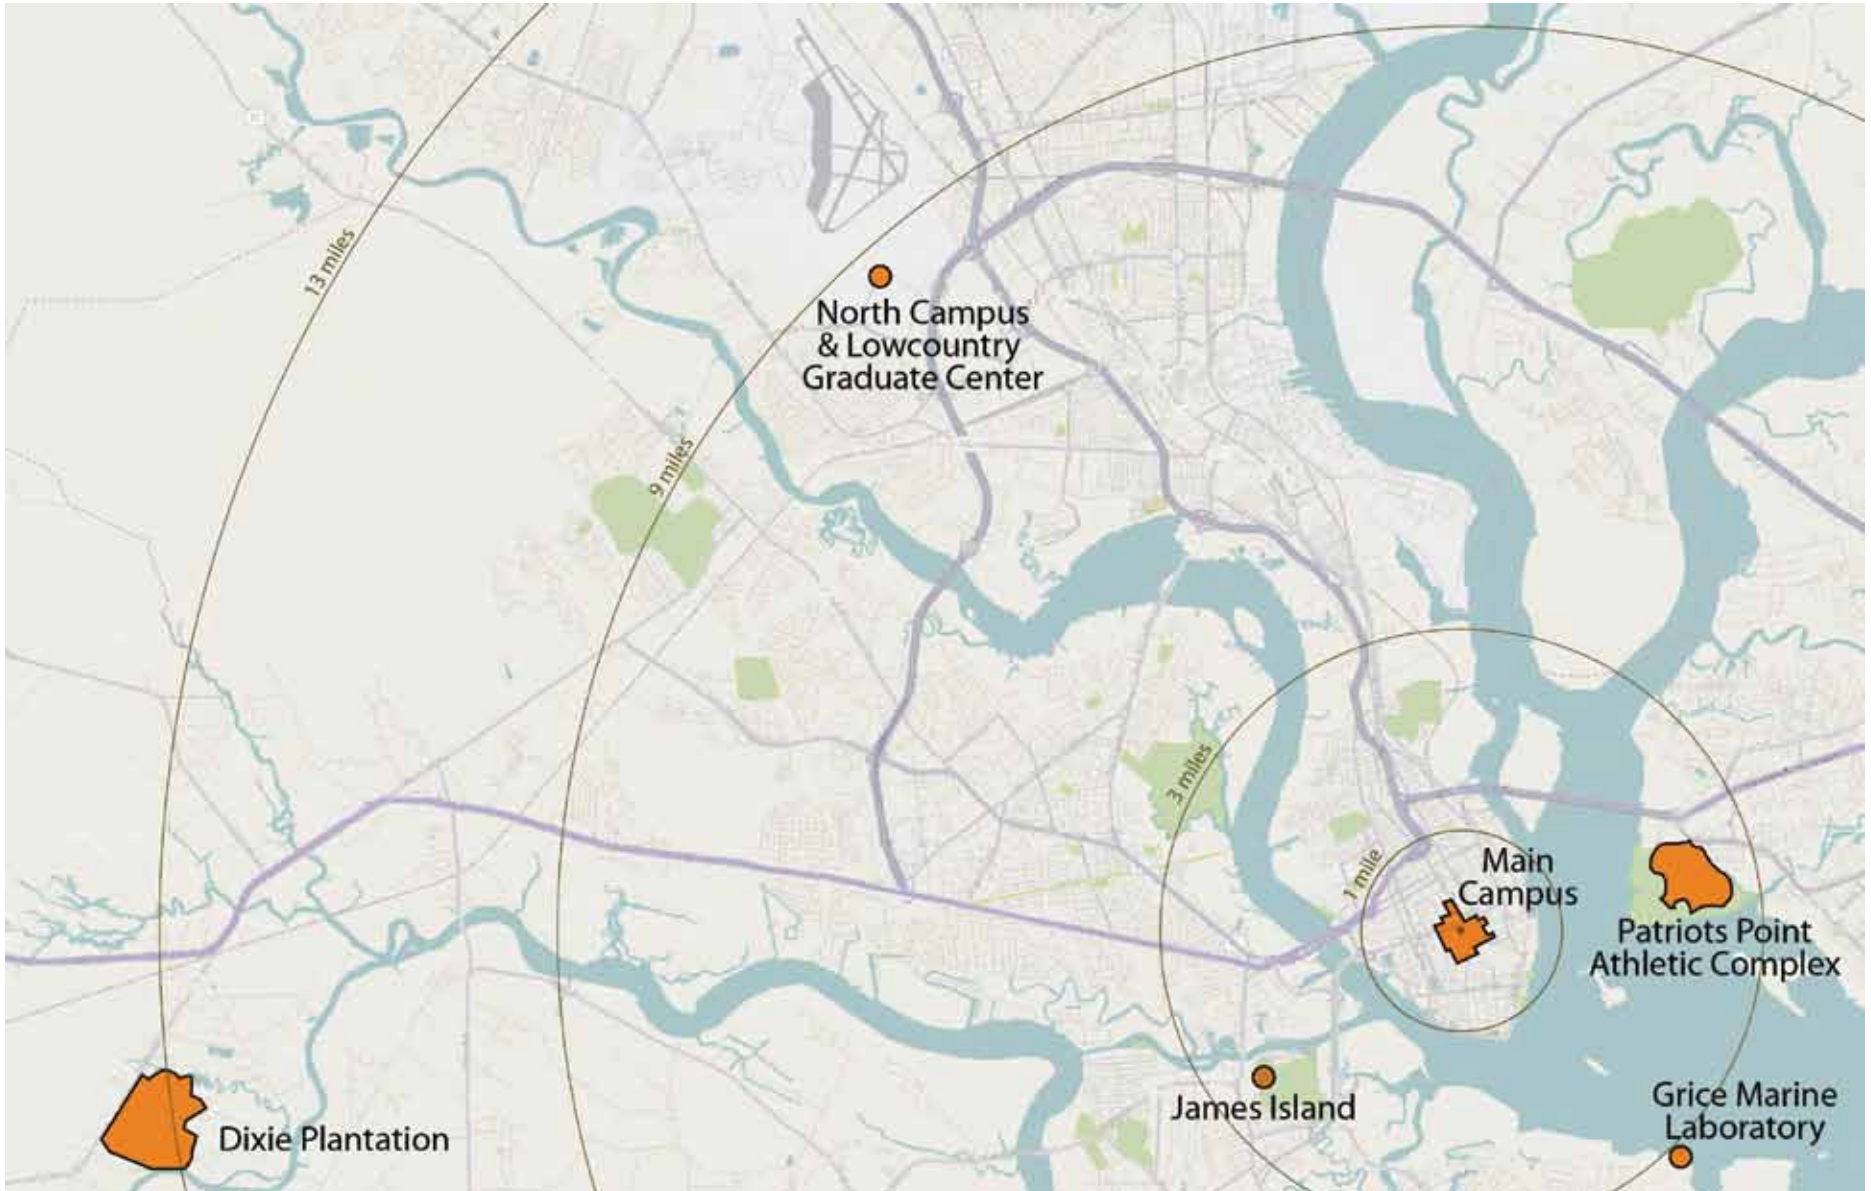 13 miles
North Campus
& Lowcountry
Graduate Center
9 miles
3 miles
1 mile
Main
Campus
Patriots Point
Athletic Complex
James Island
Grice Marine
Laboratory
Dixie Plantation